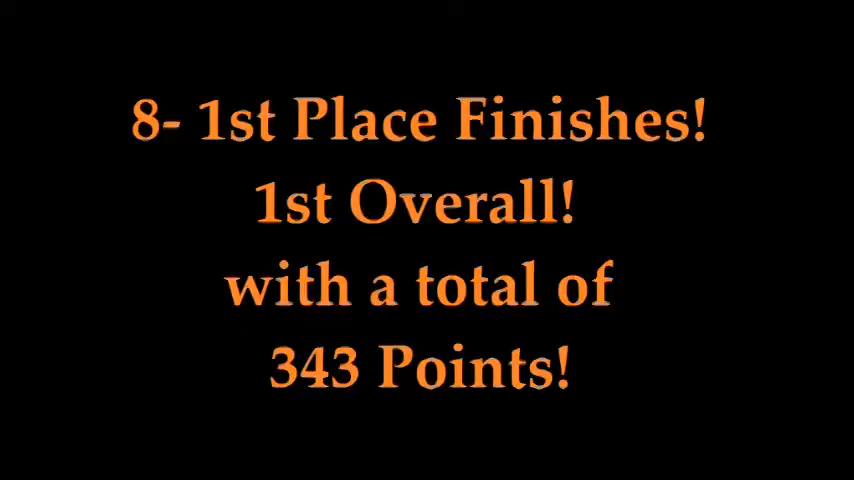 8- 1st Place Finishes!
1st Overall!
with a total of
343 Points!